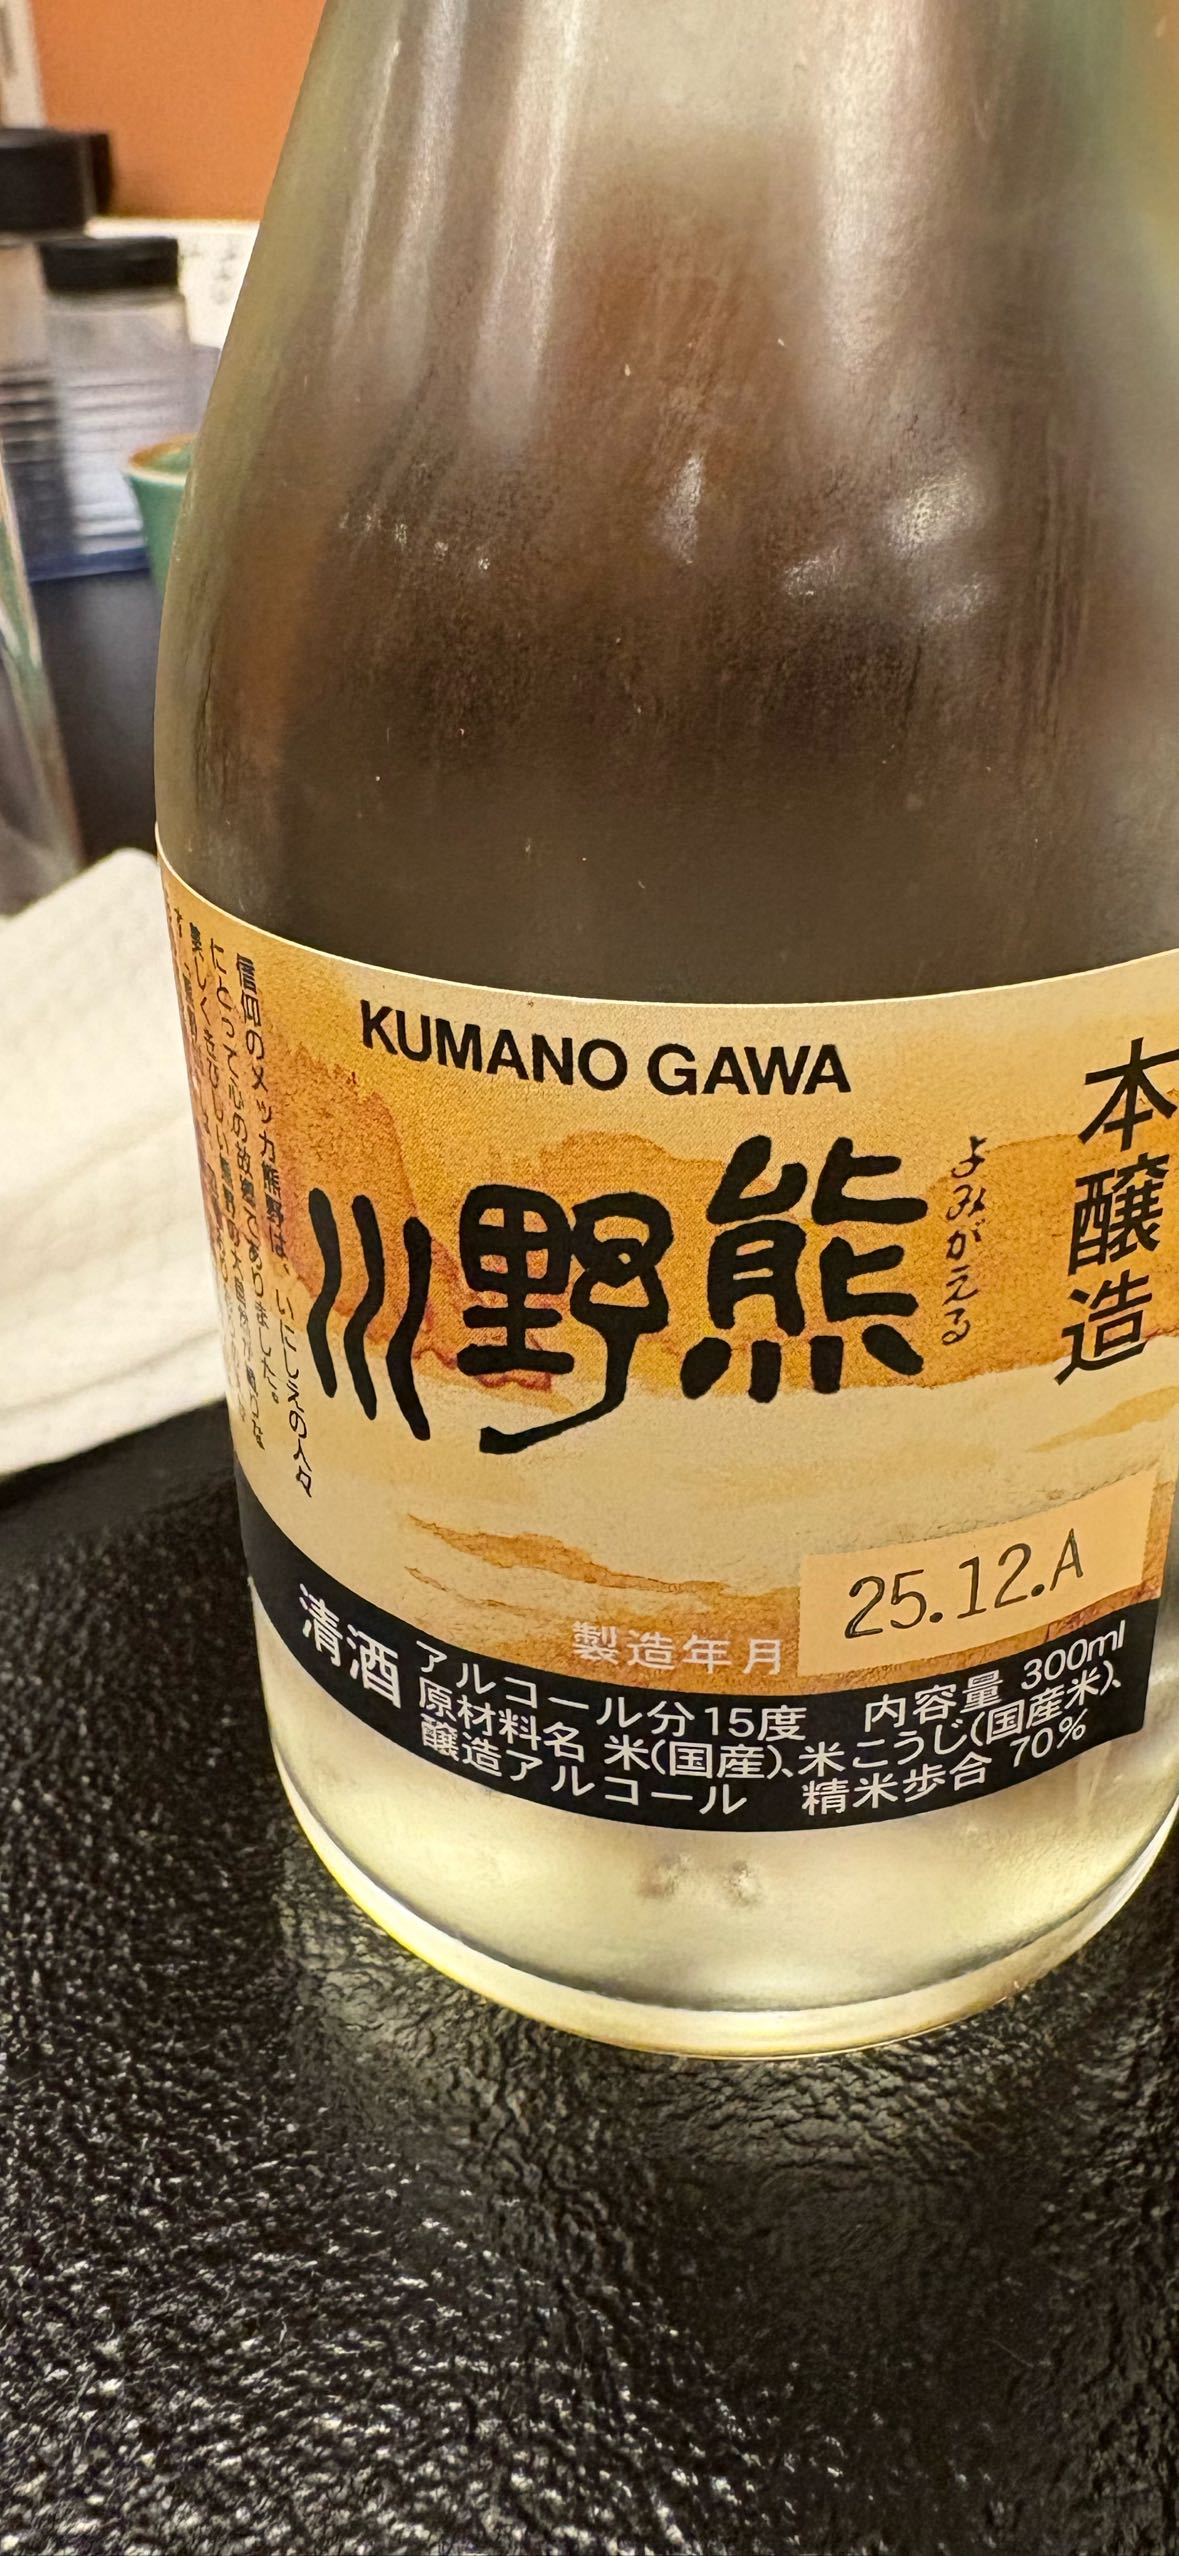 KUMANO GAWA
本醸造
よみがえる
熊野川
信仰のメッカ熊野は、いにしえの人々
にとって心の故郷でありました。
25.12.A
製造年月
清酒
アルコール分15度 内容量 300ml
原材料名 米(国産)、米こうじ(国産米)、
醸造アルコール 精米歩合 70%